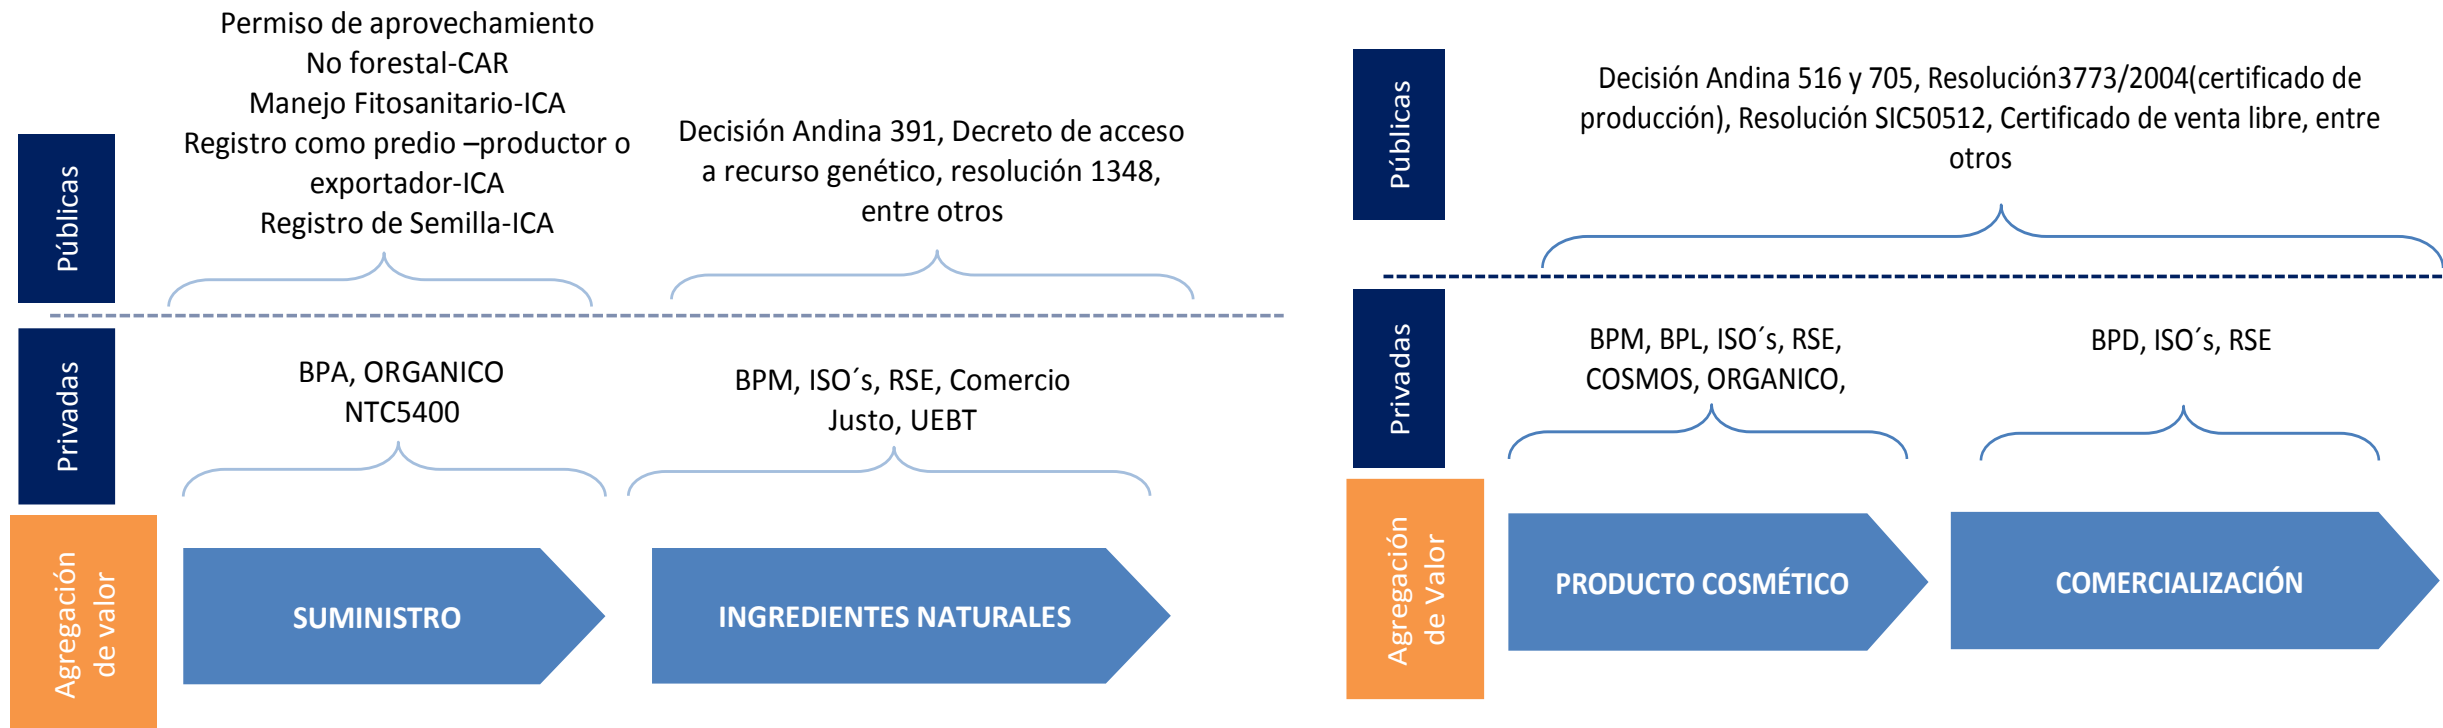 Permiso de aprovechamiento
No forestal-CAR
Manejo Fitosanitario-ICA
Registro como predio –productor o
exportador-ICA
Registro de Semilla-ICA
Decisión Andina 391, Decreto de acceso
a recurso genético, resolución 1348,
entre otros
Públicas
Privadas
BPA, ORGANICO
NTC5400
BPM, ISO´s, RSE, Comercio
Justo, UEBT
Agregación
de valor
SUMINISTRO
INGREDIENTES NATURALES
Públicas
Decisión Andina 516 y 705, Resolución3773/2004(certificado de
producción), Resolución SIC50512, Certificado de venta libre, entre
otros
Privadas
BPM, BPL, ISO´s, RSE,
COSMOS, ORGANICO,
BPD, ISO´s, RSE
Agregación
de Valor
PRODUCTO COSMÉTICO
COMERCIALIZACIÓN